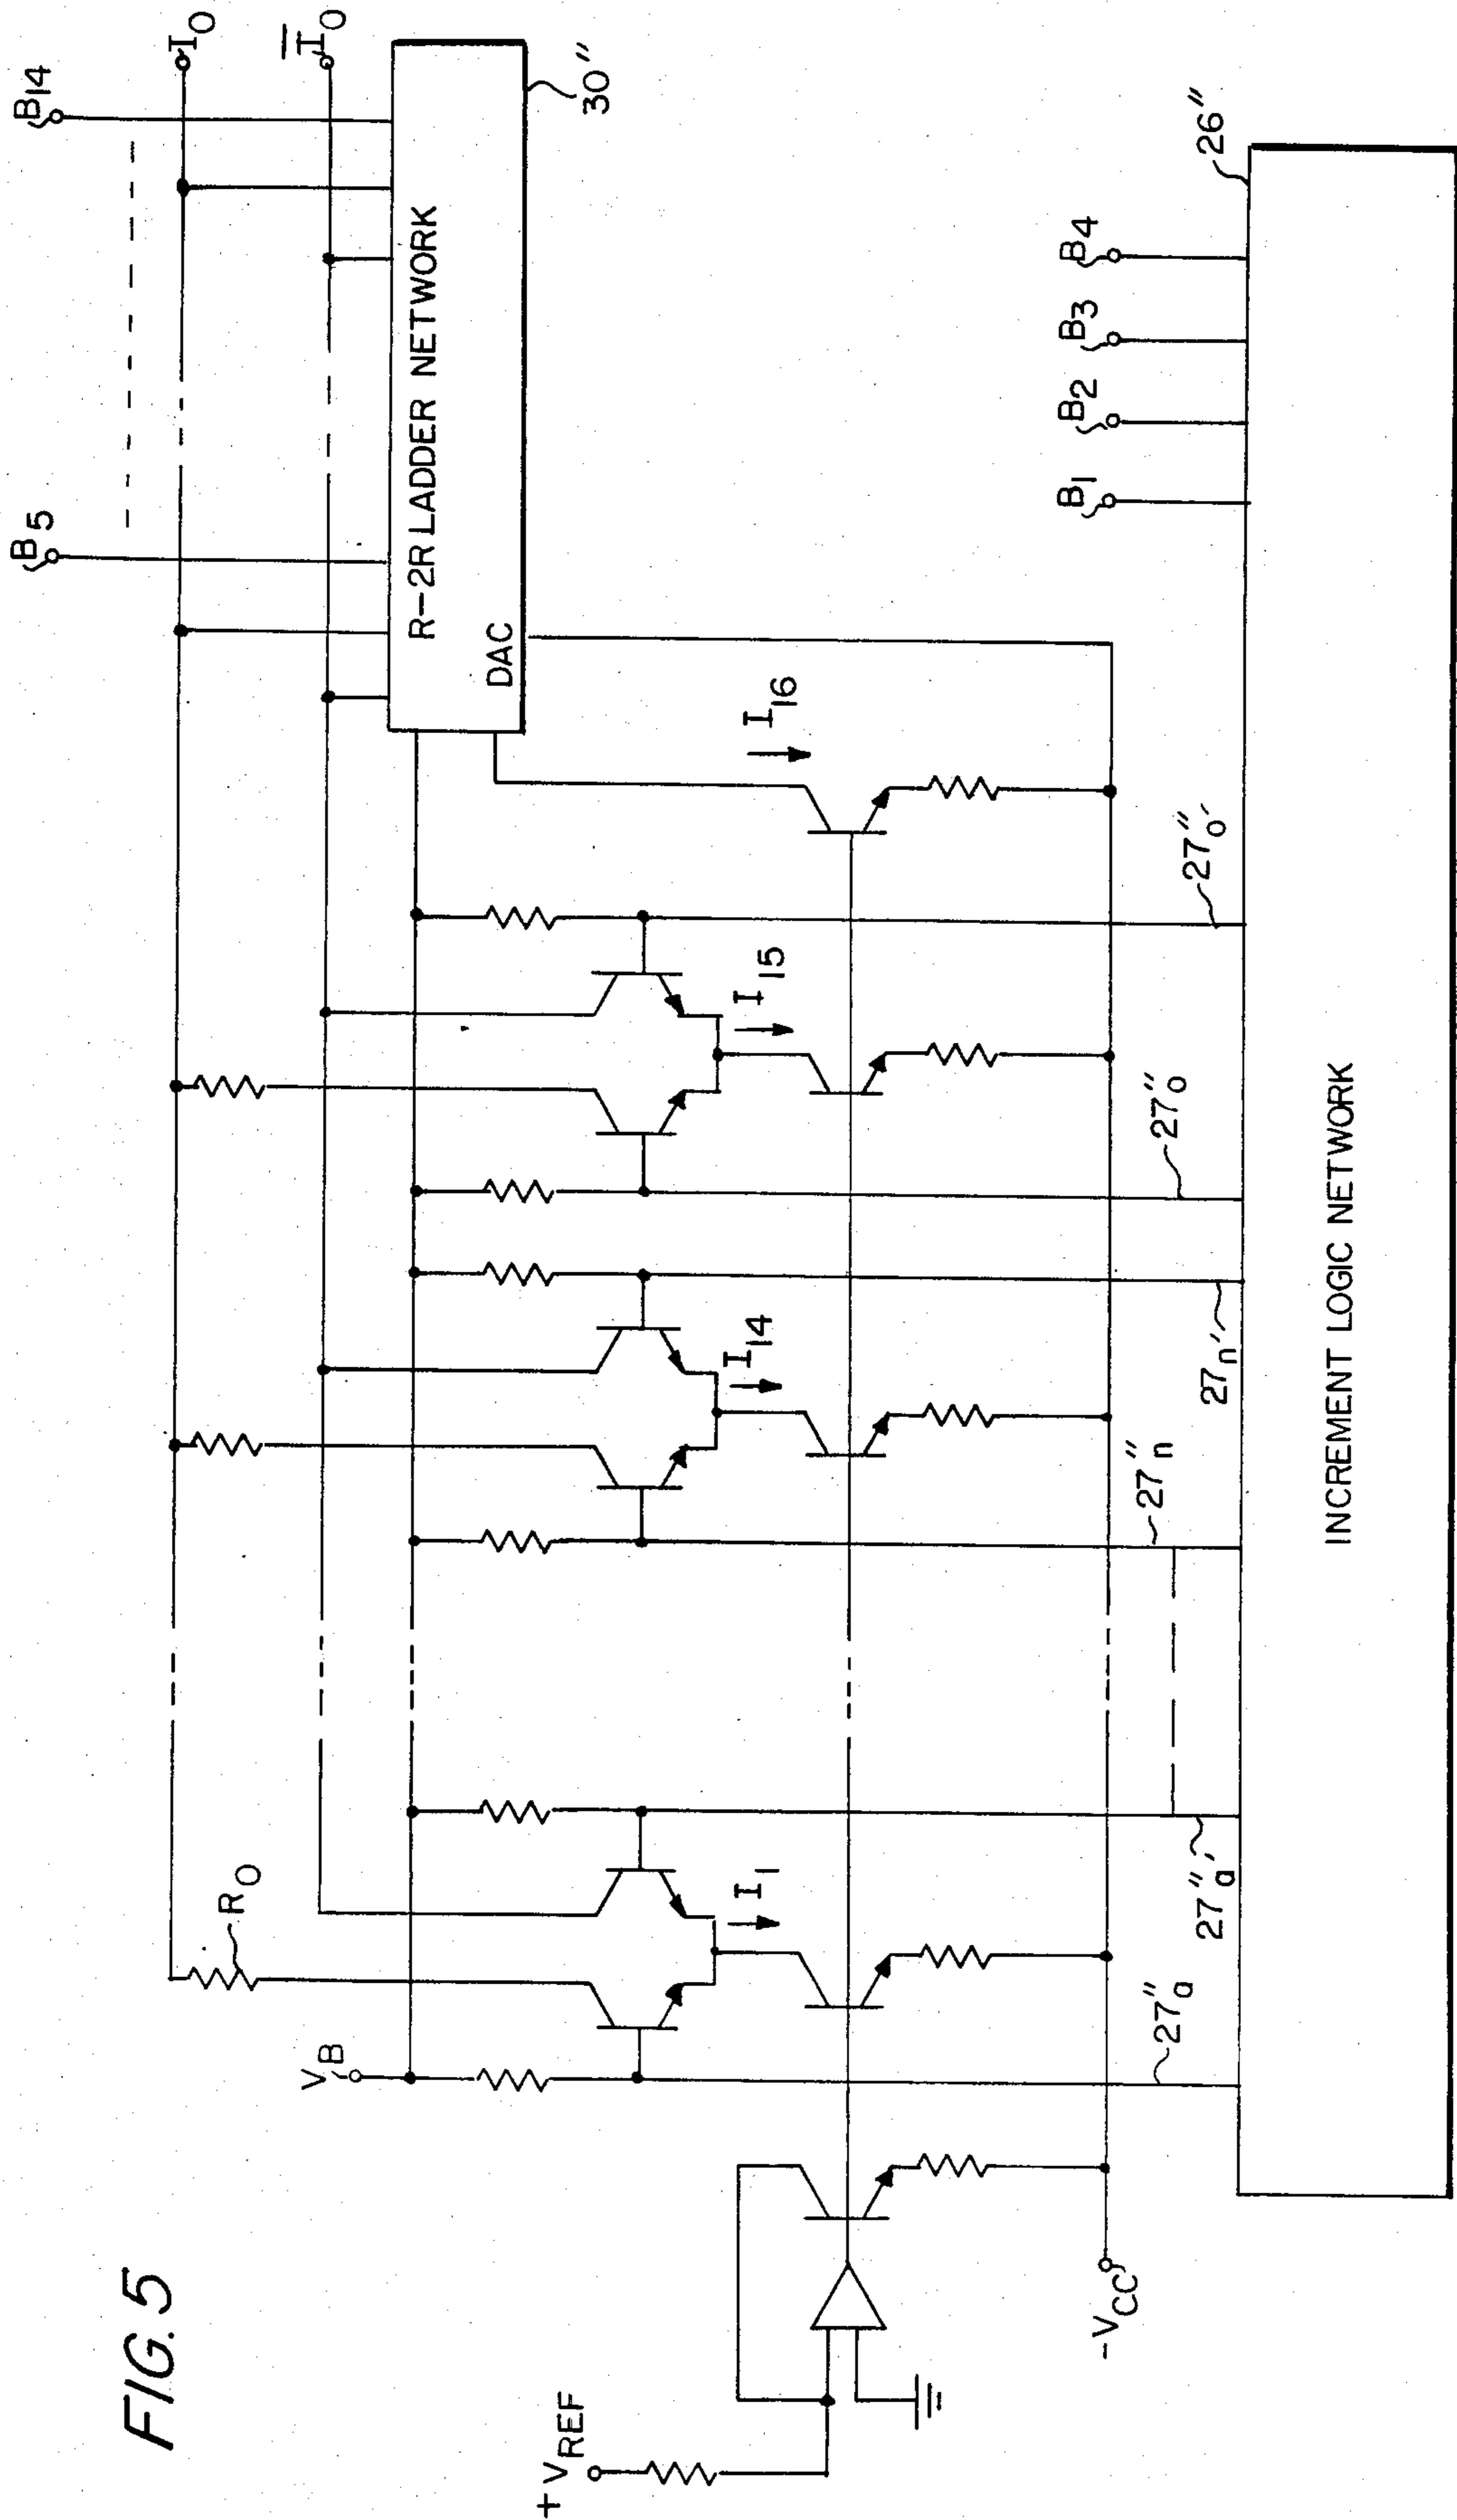 FIG. 5
B5
B14
IO
IO
R-2R LADDER NETWORK
DAC
30"
RO
VB
I1
I14
I15
I16
+VREF
-VCC
27"a
27"a'
27"n
27n'
27"o
27"o'
B1
B2
B3
B4
26"
INCREMENT LOGIC NETWORK